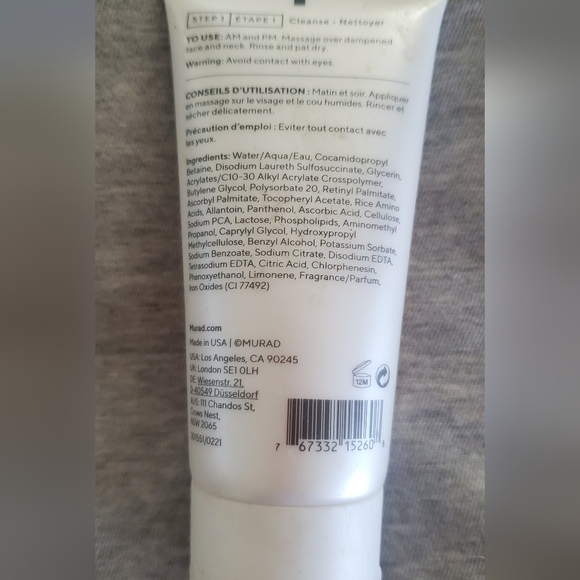 STEP 1 | ÉTAPE 1 | Cleanse • Nettoyer
TO USE: AM and PM. Massage over dampened
face and neck. Rinse and pat dry.
Warning: Avoid contact with eyes.
CONSEILS D'UTILISATION : Matin et soir. Appliquer
en massage sur le visage et le cou humides. Rincer et
sécher délicatement.
Précaution d'emploi : Eviter tout contact avec
les yeux.
Ingredients: Water/Aqua/Eau, Cocamidopropyl
Betaine, Disodium Laureth Sulfosuccinate, Glycerin,
Acrylates/C10-30 Alkyl Acrylate Crosspolymer,
Butylene Glycol, Polysorbate 20, Retinyl Palmitate,
Ascorbyl Palmitate, Tocopheryl Acetate, Rice Amino
Acids, Allantoin, Panthenol, Ascorbic Acid, Cellulose,
Sodium PCA, Lactose, Phospholipids, Aminomethyl
Propanol, Caprylyl Glycol, Hydroxypropyl
Methylcellulose, Benzyl Alcohol, Potassium Sorbate,
Sodium Benzoate, Sodium Citrate, Disodium EDTA,
Tetrasodium EDTA, Citric Acid, Chlorphenesin,
Phenoxyethanol, Limonene, Fragrance/Parfum,
Iron Oxides (CI 77492)
Murad.com
Made in USA | ©MURAD
USA: Los Angeles, CA 90245
UK: London SE1 0LH
DE: Wiesenstr. 21,
D-40549 Düsseldorf
AUS: 111 Chandos St,
Crows Nest,
NSW 2065
12M
7 67332 15260